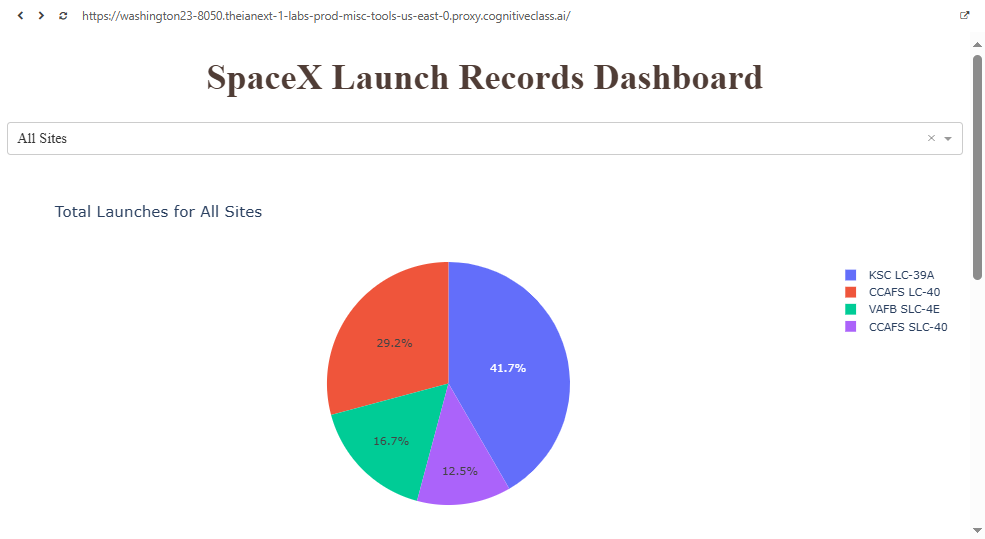 https://washington23-8050.theianext-1-labs-prod-misc-tools-us-east-0.proxy.cognitiveclass.ai/
SpaceX Launch Records Dashboard
All Sites
Total Launches for All Sites
KSC LC-39A
CCAFS LC-40
VAFB SLC-4E
CCAFS SLC-40
29.2%
41.7%
16.7%
12.5%